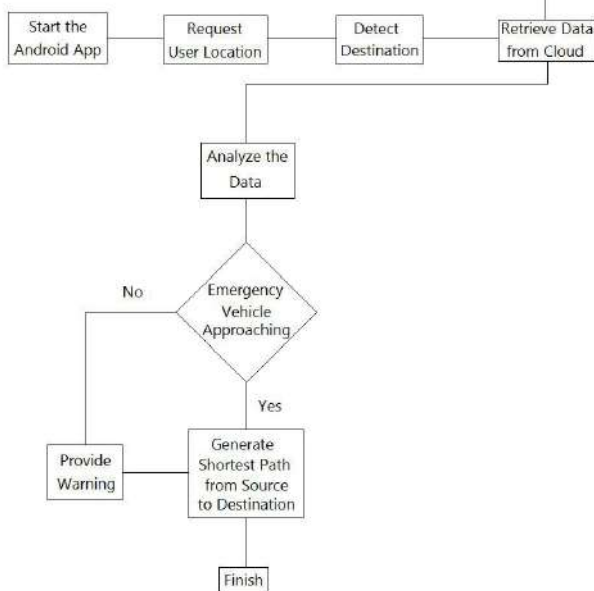 Start the
Android App
Request
User Location
Detect
Destination
Retrieve Data
from Cloud
Analyze the
Data
Emergency
Vehicle
Approaching
No
Yes
Provide
Warning
Generate
Shortest Path
from Source
to Destination
Finish